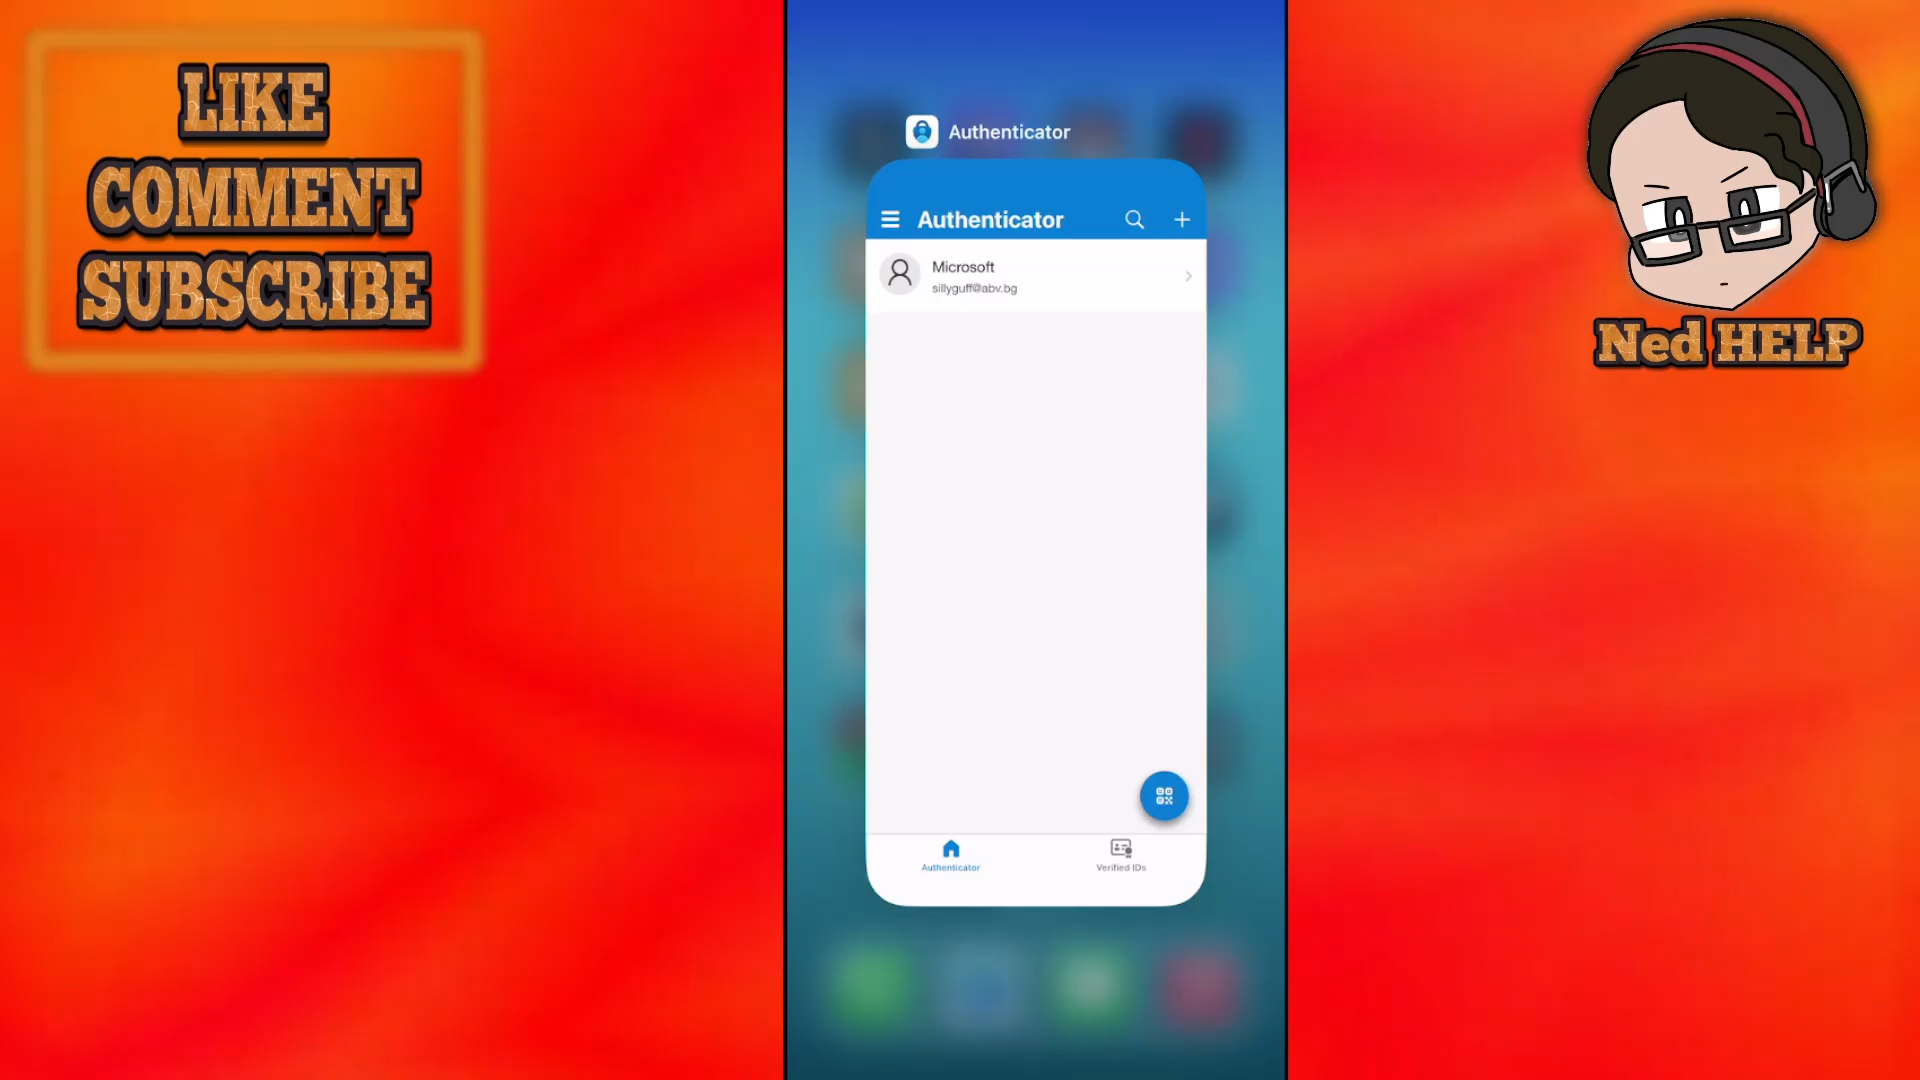 LIKE
COMMENT
SUBSCRIBE
Authenticator
Authenticator
Microsoft
sillyguff@abv.bg
Authenticator
Verified IDs
Ned HELP